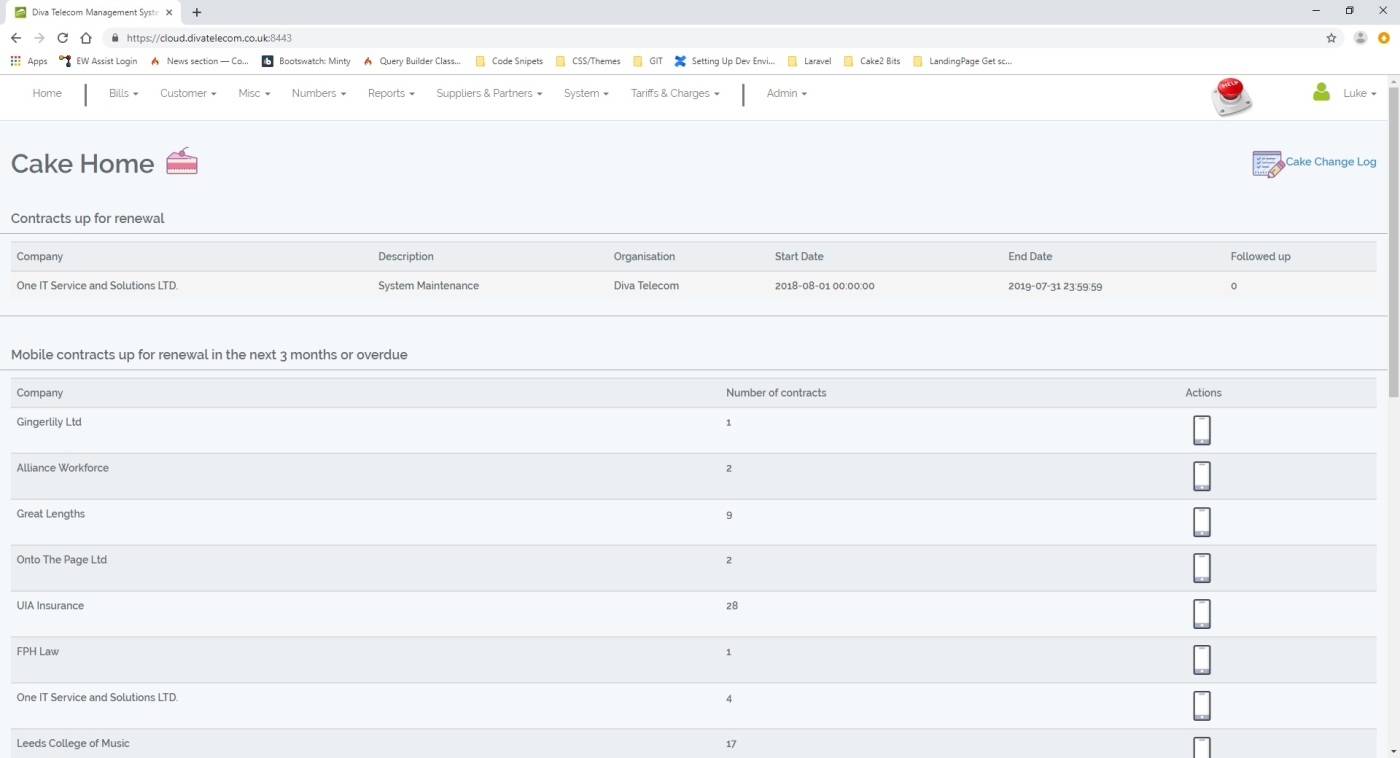 Diva Telecom Management Syste
https://cloud.divatelecom.co.uk:8443
Apps EW Assist Login News section — Co... Bootswatch: Minty Query Builder Class... Code Snipets CSS/Themes GIT Setting Up Dev Envi... Laravel Cake2 Bits LandingPage Get sc...
Home Bills Customer Misc Numbers Reports Suppliers & Partners System Tariffs & Charges Admin HELP Luke
Cake Home Cake Change Log
Contracts up for renewal
Company Description Organisation Start Date End Date Followed up
One IT Service and Solutions LTD. System Maintenance Diva Telecom 2018-08-01 00:00:00 2019-07-31 23:59:59 0
Mobile contracts up for renewal in the next 3 months or overdue
Company Number of contracts Actions
Gingerlily Ltd 1
Alliance Workforce 2
Great Lengths 9
Onto The Page Ltd 2
UIA Insurance 28
FPH Law 1
One IT Service and Solutions LTD. 4
Leeds College of Music 17